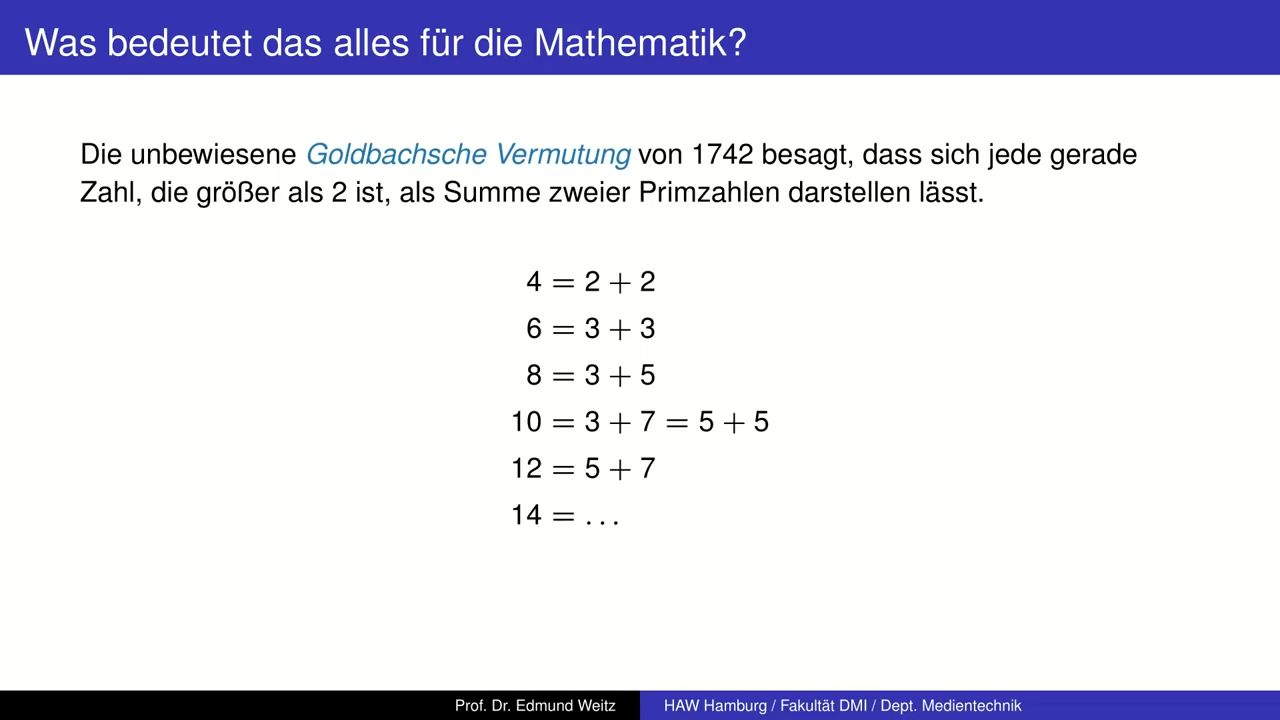 Was bedeutet das alles für die Mathematik?
Die unbewiesene Goldbachsche Vermutung von 1742 besagt, dass sich jede gerade
Zahl, die größer als 2 ist, als Summe zweier Primzahlen darstellen lässt.
4 = 2 + 2
6 = 3 + 3
8 = 3 + 5
10 = 3 + 7 = 5 + 5
12 = 5 + 7
14 = . . .
Prof. Dr. Edmund Weitz
HAW Hamburg / Fakultät DMI / Dept. Medientechnik